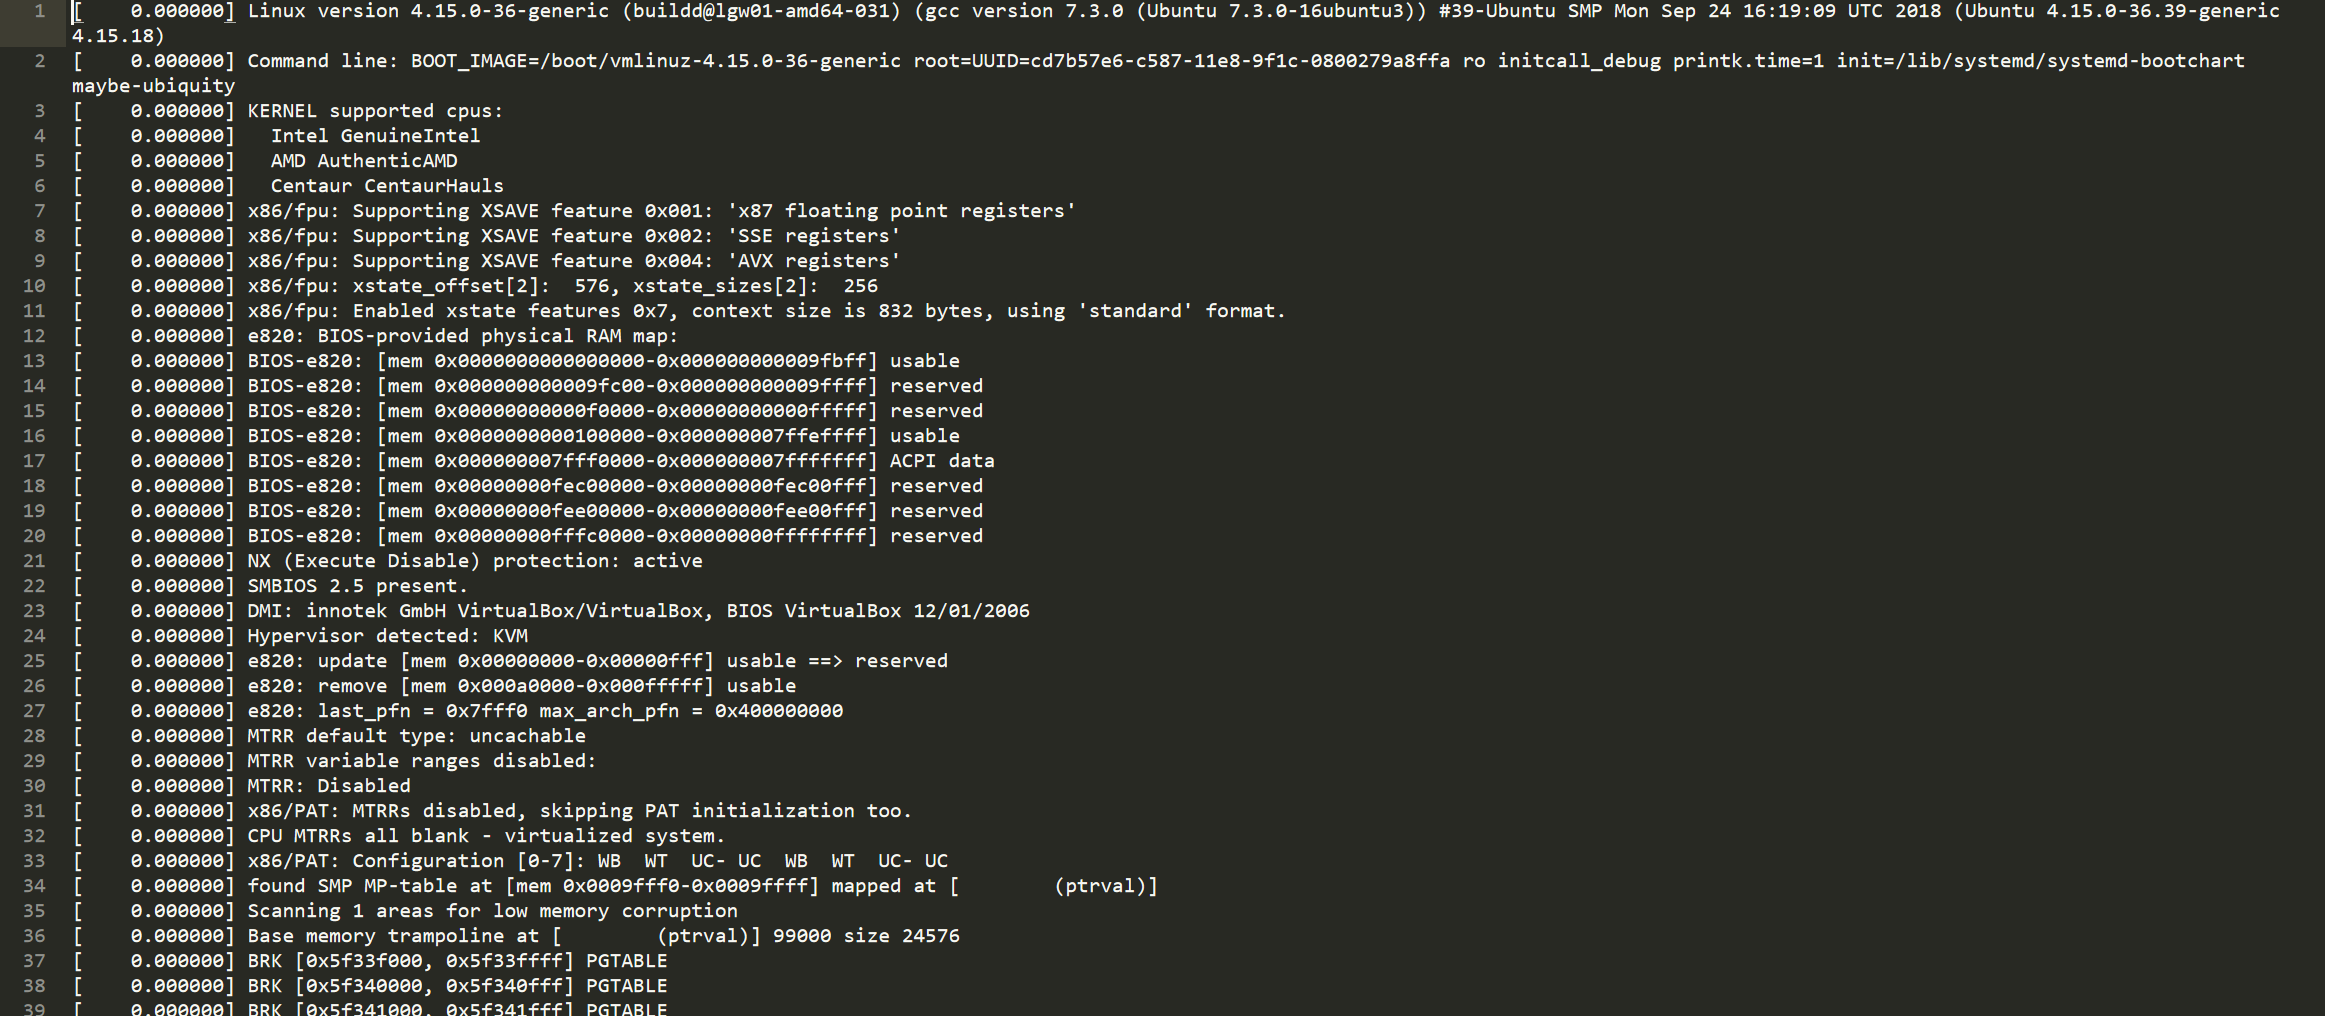 1 [    0.000000] Linux version 4.15.0-36-generic (buildd@lgw01-amd64-031) (gcc version 7.3.0 (Ubuntu 7.3.0-16ubuntu3)) #39-Ubuntu SMP Mon Sep 24 16:19:09 UTC 2018 (Ubuntu 4.15.0-36.39-generic
4.15.18)
2 [    0.000000] Command line: BOOT_IMAGE=/boot/vmlinuz-4.15.0-36-generic root=UUID=cd7b57e6-c587-11e8-9f1c-0800279a8ffa ro initcall_debug printk.time=1 init=/lib/systemd/systemd-bootchart
maybe-ubiquity
3 [    0.000000] KERNEL supported cpus:
4 [    0.000000]   Intel GenuineIntel
5 [    0.000000]   AMD AuthenticAMD
6 [    0.000000]   Centaur CentaurHauls
7 [    0.000000] x86/fpu: Supporting XSAVE feature 0x001: 'x87 floating point registers'
8 [    0.000000] x86/fpu: Supporting XSAVE feature 0x002: 'SSE registers'
9 [    0.000000] x86/fpu: Supporting XSAVE feature 0x004: 'AVX registers'
10 [    0.000000] x86/fpu: xstate_offset[2]:  576, xstate_sizes[2]:  256
11 [    0.000000] x86/fpu: Enabled xstate features 0x7, context size is 832 bytes, using 'standard' format.
12 [    0.000000] e820: BIOS-provided physical RAM map:
13 [    0.000000] BIOS-e820: [mem 0x0000000000000000-0x000000000009fbff] usable
14 [    0.000000] BIOS-e820: [mem 0x000000000009fc00-0x000000000009ffff] reserved
15 [    0.000000] BIOS-e820: [mem 0x00000000000f0000-0x00000000000fffff] reserved
16 [    0.000000] BIOS-e820: [mem 0x0000000000100000-0x000000007ffeffff] usable
17 [    0.000000] BIOS-e820: [mem 0x000000007fff0000-0x000000007fffffff] ACPI data
18 [    0.000000] BIOS-e820: [mem 0x00000000fec00000-0x00000000fec00fff] reserved
19 [    0.000000] BIOS-e820: [mem 0x00000000fee00000-0x00000000fee00fff] reserved
20 [    0.000000] BIOS-e820: [mem 0x00000000fffc0000-0x00000000ffffffff] reserved
21 [    0.000000] NX (Execute Disable) protection: active
22 [    0.000000] SMBIOS 2.5 present.
23 [    0.000000] DMI: innotek GmbH VirtualBox/VirtualBox, BIOS VirtualBox 12/01/2006
24 [    0.000000] Hypervisor detected: KVM
25 [    0.000000] e820: update [mem 0x00000000-0x00000fff] usable ==> reserved
26 [    0.000000] e820: remove [mem 0x000a0000-0x000fffff] usable
27 [    0.000000] e820: last_pfn = 0x7fff0 max_arch_pfn = 0x400000000
28 [    0.000000] MTRR default type: uncachable
29 [    0.000000] MTRR variable ranges disabled:
30 [    0.000000] MTRR: Disabled
31 [    0.000000] x86/PAT: MTRRs disabled, skipping PAT initialization too.
32 [    0.000000] CPU MTRRs all blank - virtualized system.
33 [    0.000000] x86/PAT: Configuration [0-7]: WB  WT  UC- UC  WB  WT  UC- UC
34 [    0.000000] found SMP MP-table at [mem 0x0009fff0-0x0009ffff] mapped at [        (ptrval)]
35 [    0.000000] Scanning 1 areas for low memory corruption
36 [    0.000000] Base memory trampoline at [        (ptrval)] 99000 size 24576
37 [    0.000000] BRK [0x5f33f000, 0x5f33ffff] PGTABLE
38 [    0.000000] BRK [0x5f340000, 0x5f340fff] PGTABLE
39 [    0.000000] BRK [0x5f341000, 0x5f341fff] PGTABLE